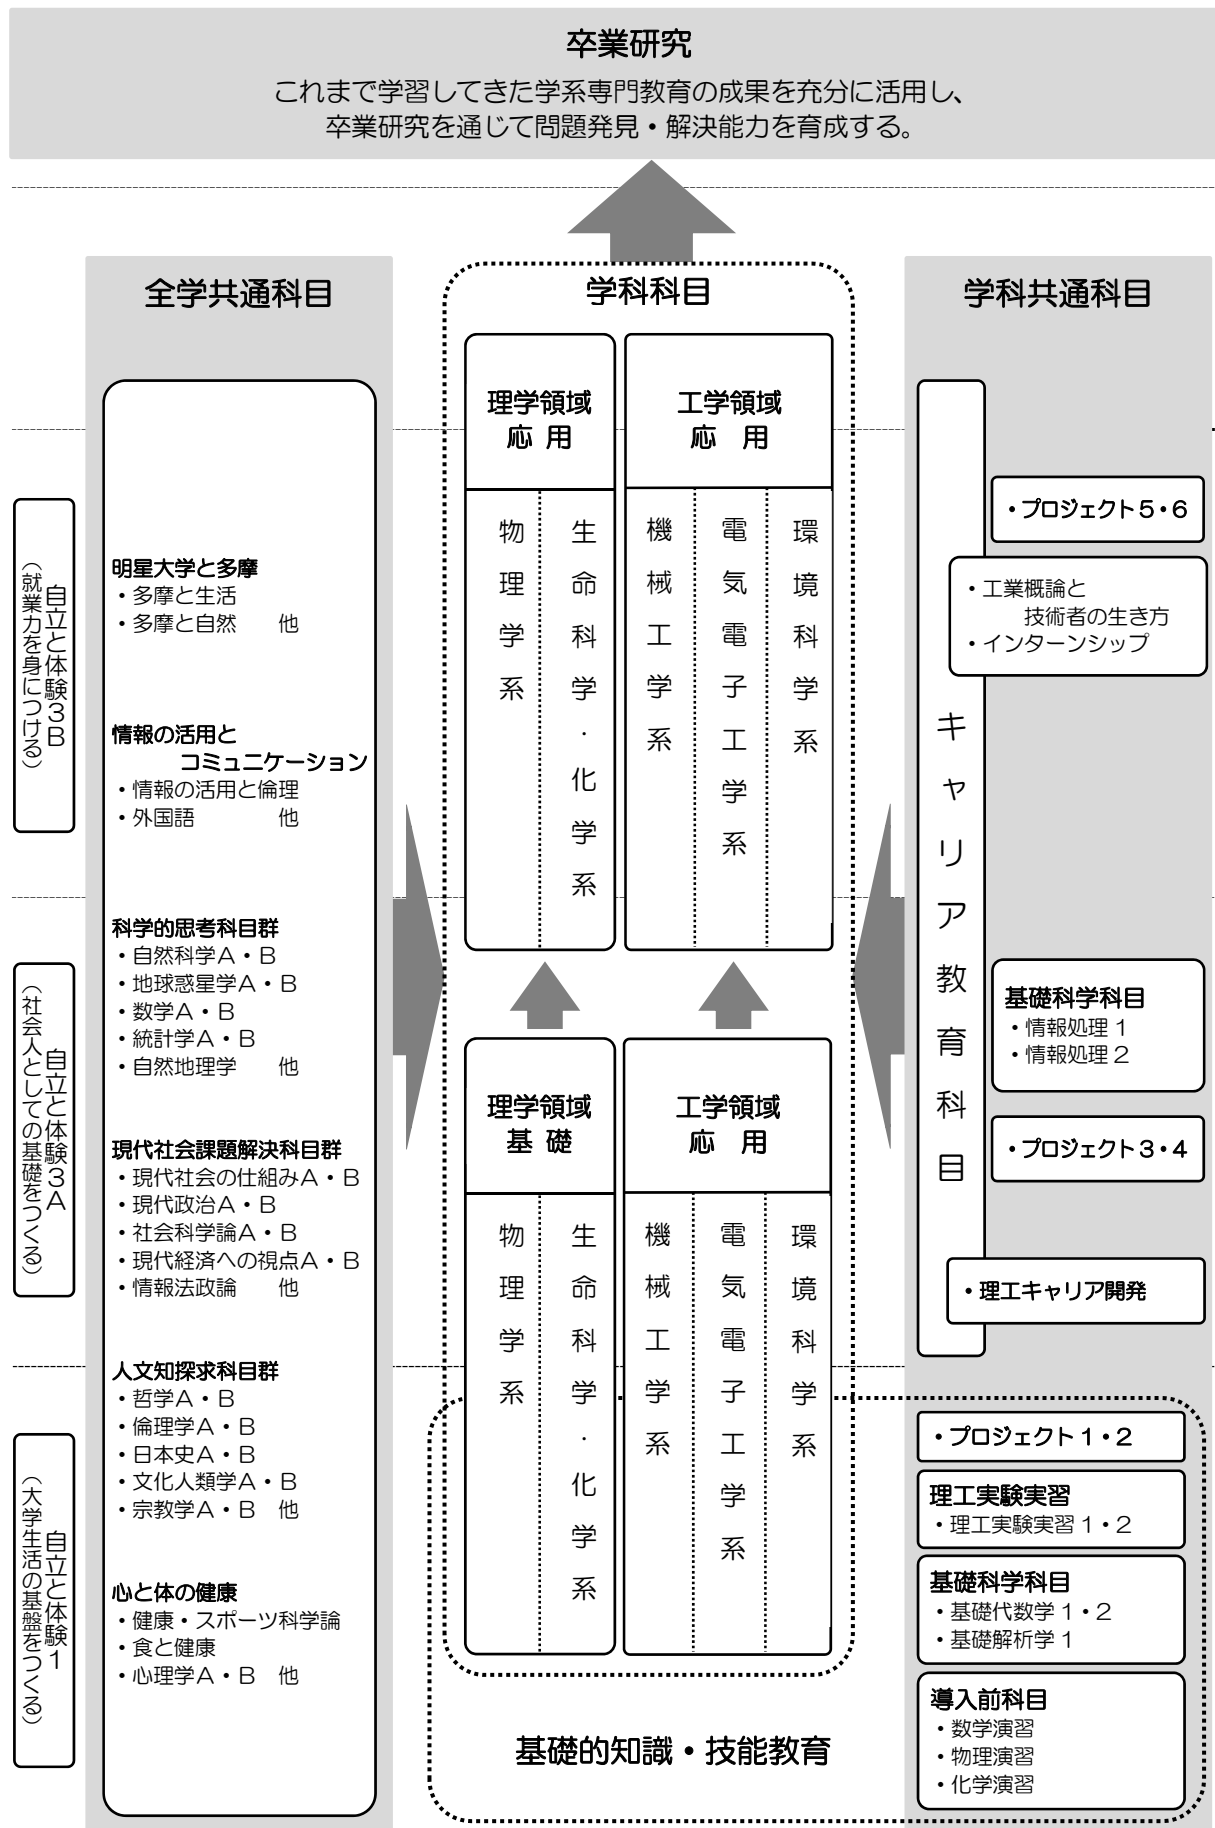 卒業研究
これまで学習してきた学系専門教育の成果を充分に活用し、
卒業研究を通じて問題発見・解決能力を育成する。
全学共通科目
学科科目
学科共通科目
自立と体験3B
（就業力を身につける）
自立と体験3A
（社会人としての基礎をつくる）
自立と体験1
（大学生活の基盤をつくる）
明星大学と多摩
・多摩と生活
・多摩と自然　　他
情報の活用と
コミュニケーション
・情報の活用と倫理
・外国語　　　　他
科学的思考科目群
・自然科学A・B
・地球惑星学A・B
・数学A・B
・統計学A・B
・自然地理学　　他
現代社会課題解決科目群
・現代社会の仕組みA・B
・現代政治A・B
・社会科学論A・B
・現代経済への視点A・B
・情報法政論　　他
人文知探求科目群
・哲学A・B
・倫理学A・B
・日本史A・B
・文化人類学A・B
・宗教学A・B　他
心と体の健康
・健康・スポーツ科学論
・食と健康
・心理学A・B　他
理学領域
応 用
物理学系
生命科学・化学系
工学領域
応　用
機械工学系
電気電子工学系
環境科学系
理学領域
基 礎
物理学系
生命科学・化学系
工学領域
応　用
機械工学系
電気電子工学系
環境科学系
基礎的知識・技能教育
キャリア教育科目
・プロジェクト5・6
・工業概論と
技術者の生き方
・インターンシップ
基礎科学科目
・情報処理1
・情報処理2
・プロジェクト3・4
・理工キャリア開発
・プロジェクト1・2
理工実験実習
・理工実験実習1・2
基礎科学科目
・基礎代数学1・2
・基礎解析学1
導入前科目
・数学演習
・物理演習
・化学演習